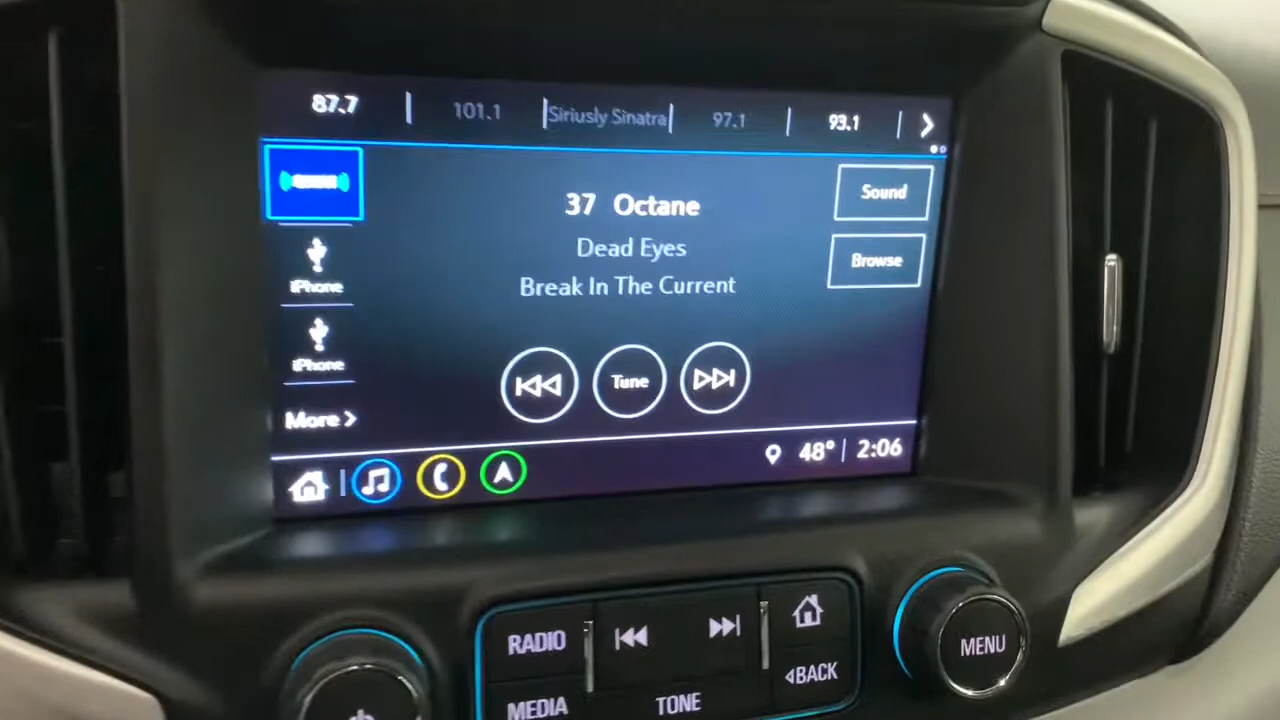 87.7 101.1 Siriusly Sinatra 97.1 93.1
37 Octane
Dead Eyes
Break In The Current
Sound
Browse
iPhone
iPhone
More
Tune
48° 2:06
RADIO
MEDIA
TONE
BACK
MENU